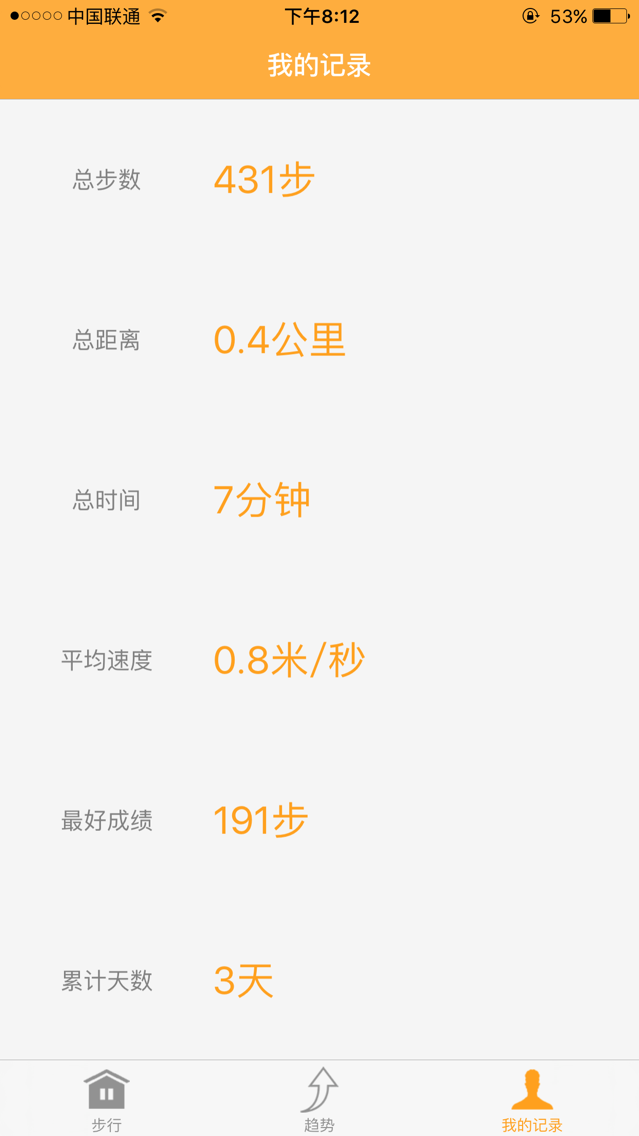 中国联通 下午8:12 53%
我的记录
总步数 431步
总距离 0.4公里
总时间 7分钟
平均速度 0.8米/秒
最好成绩 191步
累计天数 3天
步行 趋势 我的记录